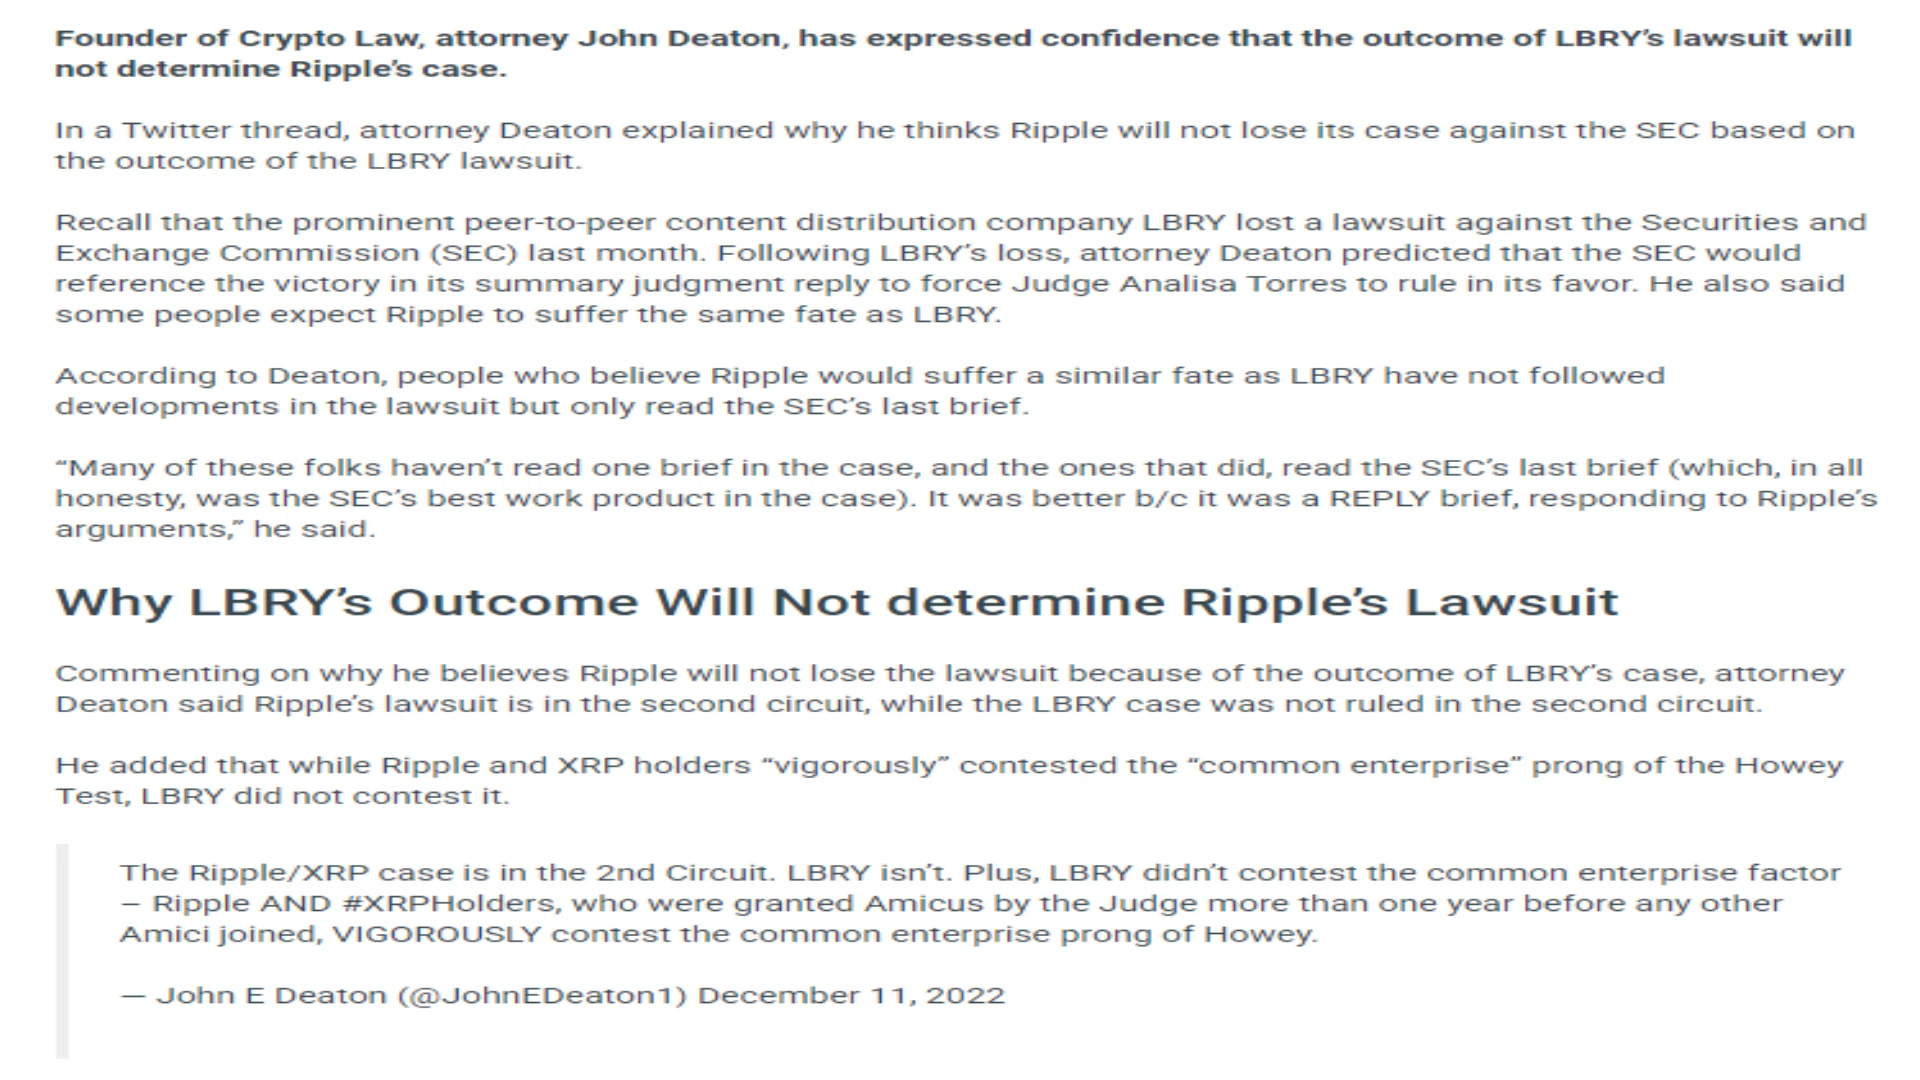 Founder of Crypto Law, attorney John Deaton, has expressed confidence that the outcome of LBRY’s lawsuit will
not determine Ripple’s case.
In a Twitter thread, attorney Deaton explained why he thinks Ripple will not lose its case against the SEC based on
the outcome of the LBRY lawsuit.
Recall that the prominent peer-to-peer content distribution company LBRY lost a lawsuit against the Securities and
Exchange Commission (SEC) last month. Following LBRY’s loss, attorney Deaton predicted that the SEC would
reference the victory in its summary judgment reply to force Judge Analisa Torres to rule in its favor. He also said
some people expect Ripple to suffer the same fate as LBRY.
According to Deaton, people who believe Ripple would suffer a similar fate as LBRY have not followed
developments in the lawsuit but only read the SEC’s last brief.
“Many of these folks haven’t read one brief in the case, and the ones that did, read the SEC’s last brief (which, in all
honesty, was the SEC’s best work product in the case). It was better b/c it was a REPLY brief, responding to Ripple’s
arguments,” he said.
Why LBRY’s Outcome Will Not determine Ripple’s Lawsuit
Commenting on why he believes Ripple will not lose the lawsuit because of the outcome of LBRY’s case, attorney
Deaton said Ripple’s lawsuit is in the second circuit, while the LBRY case was not ruled in the second circuit.
He added that while Ripple and XRP holders “vigorously” contested the “common enterprise” prong of the Howey
Test, LBRY did not contest it.
The Ripple/XRP case is in the 2nd Circuit. LBRY isn’t. Plus, LBRY didn’t contest the common enterprise factor
– Ripple AND #XRPHolders, who were granted Amicus by the Judge more than one year before any other
Amici joined, VIGOROUSLY contest the common enterprise prong of Howey.
— John E Deaton (@JohnEDeaton1) December 11, 2022